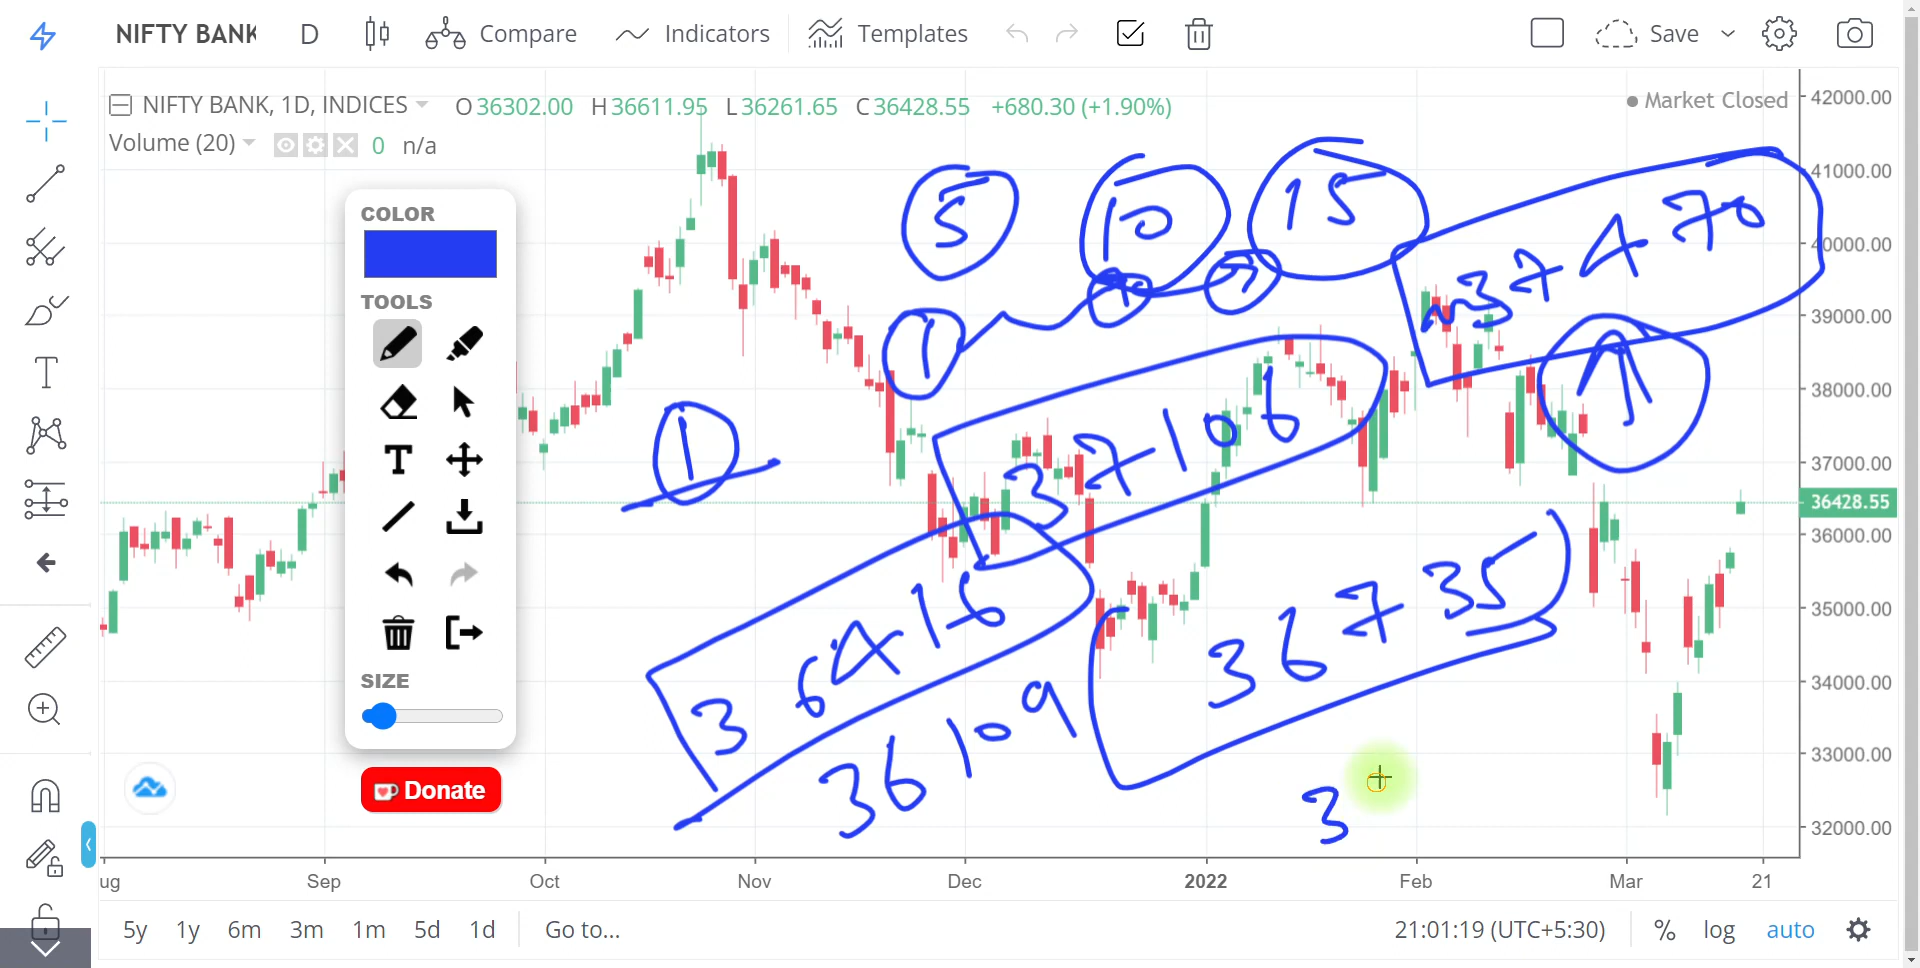 NIFTY BANK D Compare Indicators Templates Save
NIFTY BANK, 1D, INDICES O36302.00 H36611.95 L36261.65 C36428.55 +680.30 (+1.90%)
Market Closed
Volume (20) 0 n/a
COLOR
TOOLS
T
T
SIZE
Donate
5 10 15
37470
1
1
37106
36416
36735
36109
3
42000.00
41000.00
40000.00
39000.00
38000.00
37000.00
36428.55
36000.00
35000.00
34000.00
33000.00
32000.00
ug Sep Oct Nov Dec 2022 Feb Mar 21
5y 1y 6m 3m 1m 5d 1d Go to... 21:01:19 (UTC+5:30) % log auto